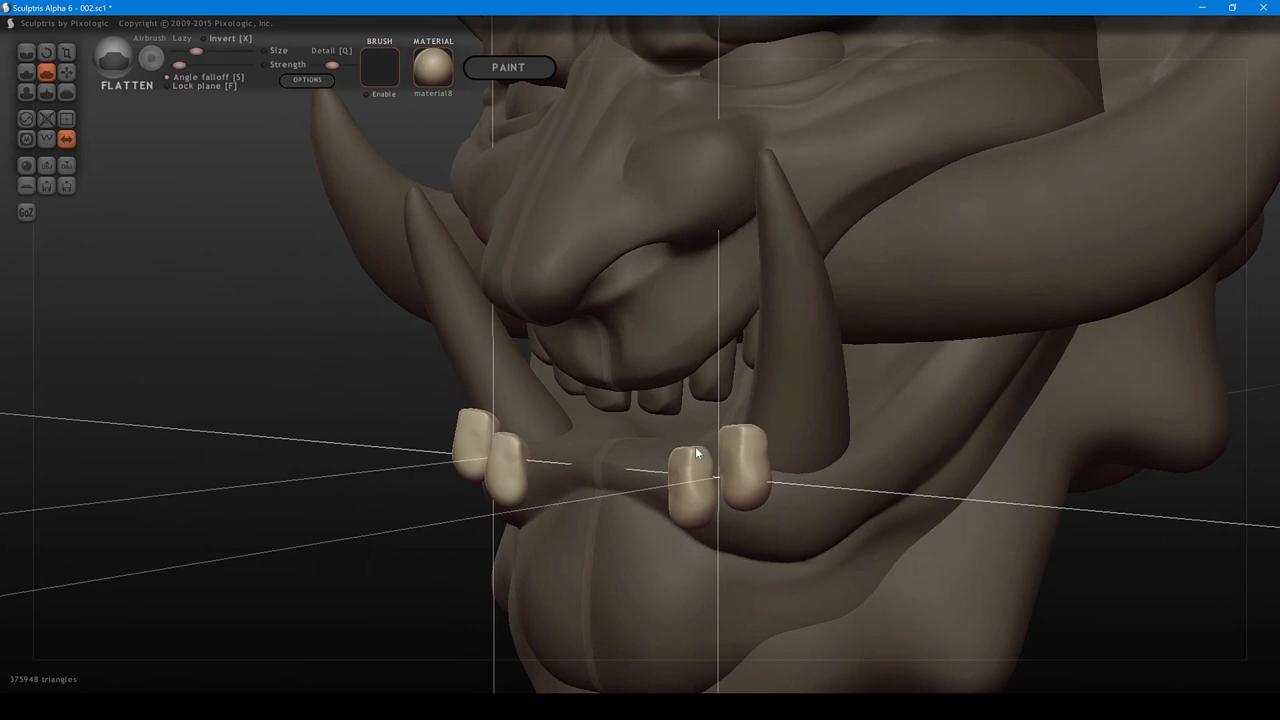 Sculptris Alpha 6 - 002.sc1 *
Sculptris by Pixologic Copyright © 2009-2015 Pixologic, Inc.
Airbrush Lazy Invert [X]
BRUSH MATERIAL
Size Detail [Q]
Strength
PAINT
FLATTEN
Angle falloff [S]
Lock plane [F]
OPTIONS
Enable
material8
GoZ
375948 triangles